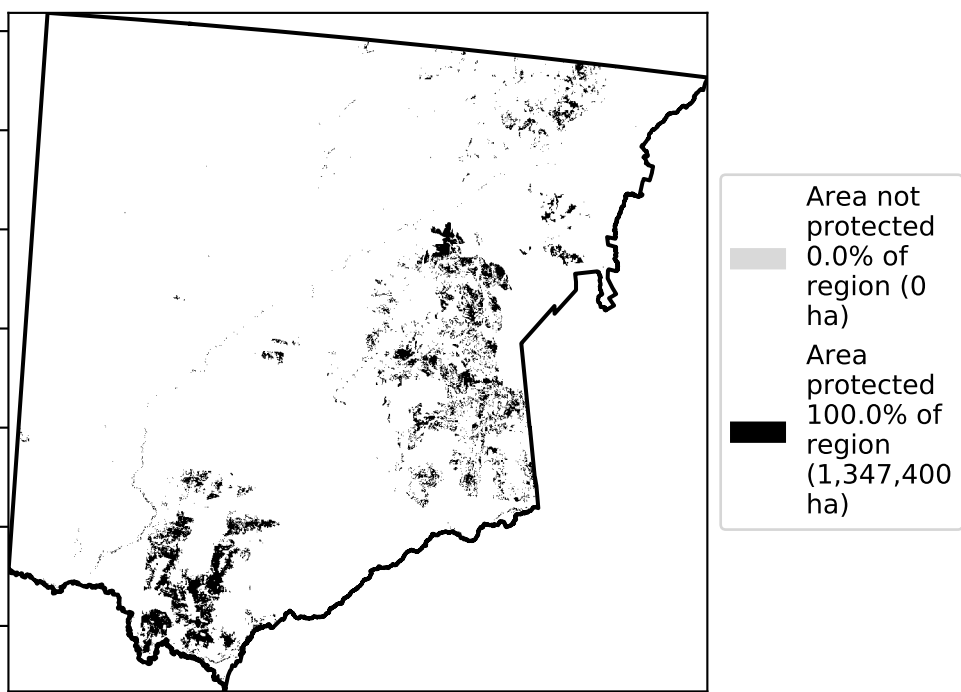 Area not
protected
0.0% of
region (0
ha)
Area
protected
100.0% of
region
(1,347,400
ha)